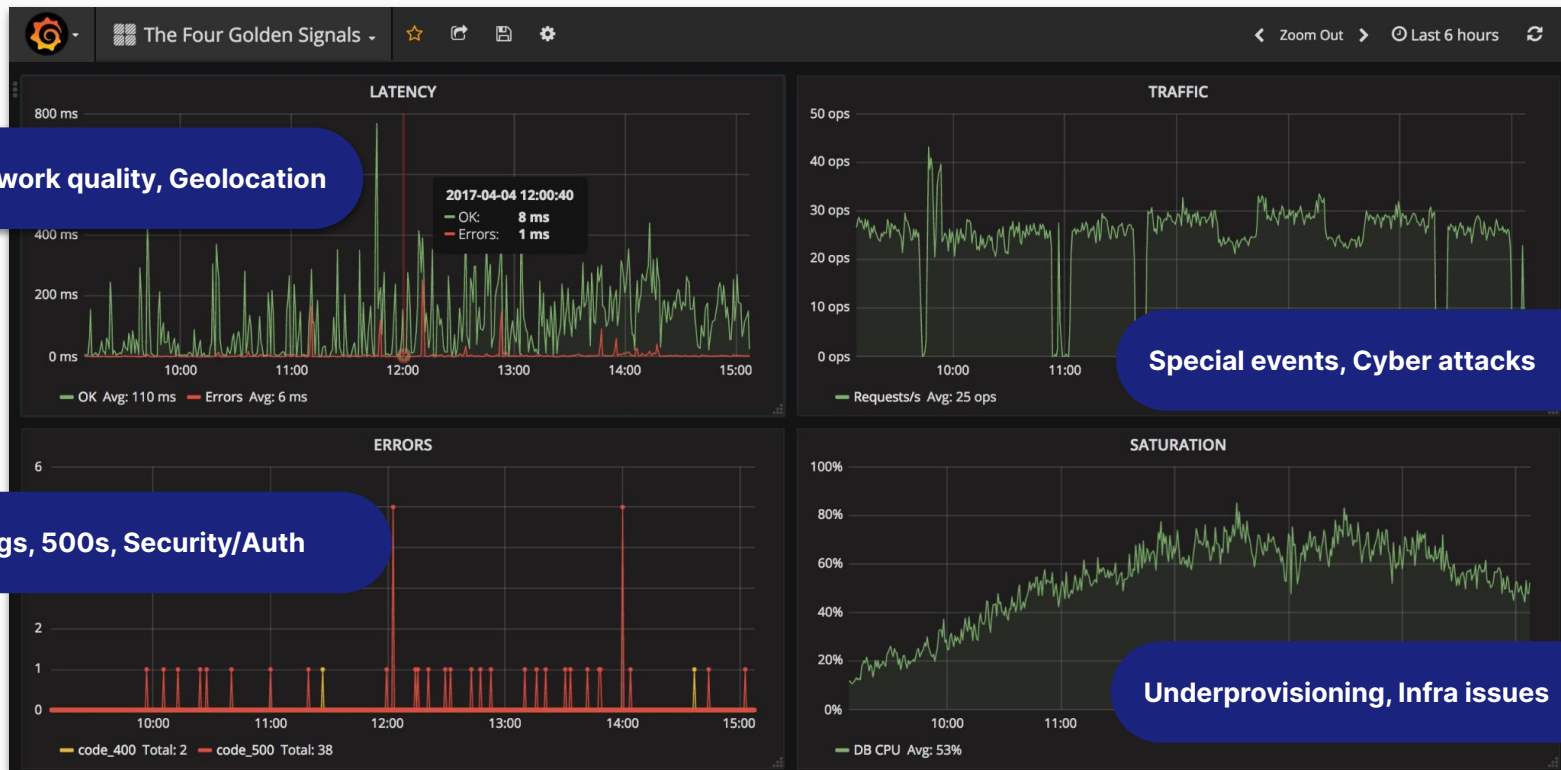 The Four Golden Signals
Zoom Out
Last 6 hours
LATENCY
800 ms
work quality, Geolocation
400 ms
200 ms
0 ms
2017-04-04 12:00:40
OK: 8 ms
Errors: 1 ms
10:00 11:00 12:00 13:00 14:00 15:00
OK Avg: 110 ms Errors Avg: 6 ms
TRAFFIC
50 ops
40 ops
30 ops
20 ops
10 ops
0 ops
10:00 11:00
Special events, Cyber attacks
Requests/s Avg: 25 ops
ERRORS
6
gs, 500s, Security/Auth
2
1
0
10:00 11:00 12:00 13:00 14:00 15:00
code_400 Total: 2 code_500 Total: 38
SATURATION
100%
80%
60%
40%
20%
0%
Underprovisioning, Infra issues
10:00 11:00
DB CPU Avg: 53%